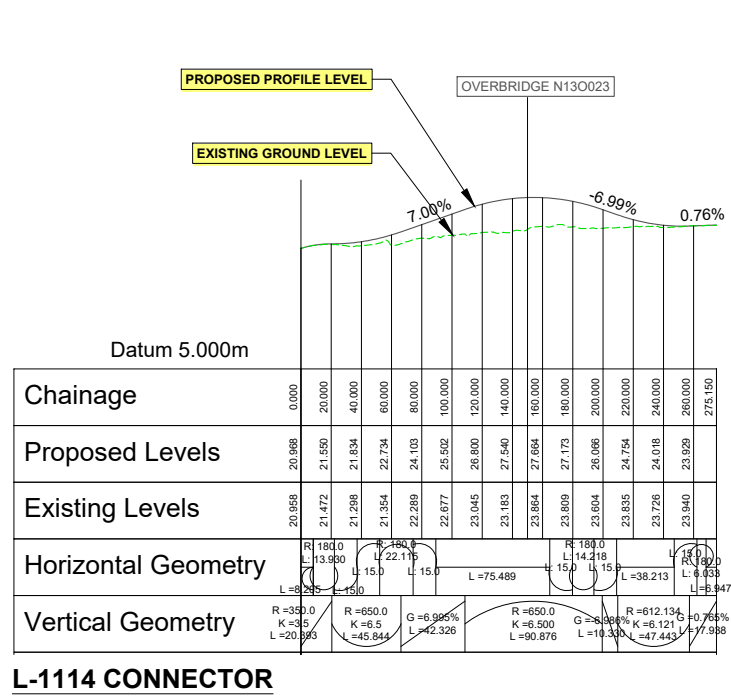 PROPOSED PROFILE LEVEL
OVERBRIDGE N13O023
EXISTING GROUND LEVEL
7.00%
-6.99%
0.76%
Datum 5.000m
Chainage 0.000 20.000 40.000 60.000 80.000 100.000 120.000 140.000 160.000 180.000 200.000 220.000 240.000 260.000 275.150
Proposed Levels 20.968 21.550 21.834 22.734 24.103 25.502 26.800 27.540 27.664 27.173 26.066 24.754 24.018 23.929
Existing Levels 20.958 21.472 21.298 21.354 22.289 22.677 23.045 23.183 23.864 23.809 23.604 23.835 23.726 23.940
Horizontal Geometry
R: 180.0
L: 13.930
L: 15.0
R: 180.0
L: 22.115
L: 15.0
L: 15.0
L =75.489
R: 180.0
L: 14.218
L: 15.0
L: 15.0
L =38.213
L: 15.0
R: 180.0
L: 6.033
L =6.947
Vertical Geometry
R =350.0
K =3.5
L =20.393
R =650.0
K =6.5
L =45.844
G =6.995%
L =42.326
R =650.0
K =6.500
L =90.876
G =-6.986%
L =10.330
R =612.134
K =6.121
L =47.443
G =0.765%
L =17.938
L-1114 CONNECTOR